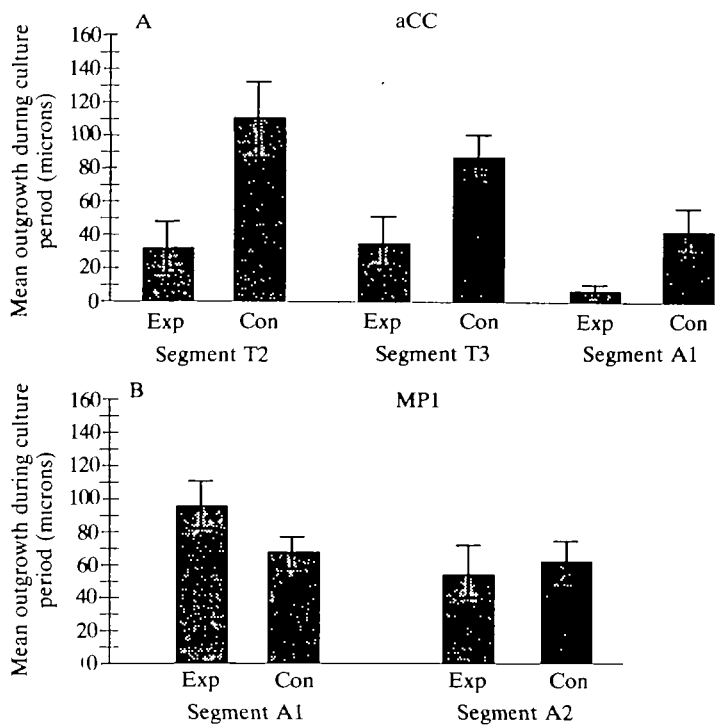 A
aCC
Mean outgrowth during culture
period (microns)
160
140
120
100
80
60
40
20
0
Exp
Con
Exp
Con
Exp
Con
Segment T2
Segment T3
Segment A1
B
MP1
Mean outgrowth during culture
period (microns)
160
140
120
100
80
60
40
20
0
Exp
Con
Exp
Con
Segment A1
Segment A2